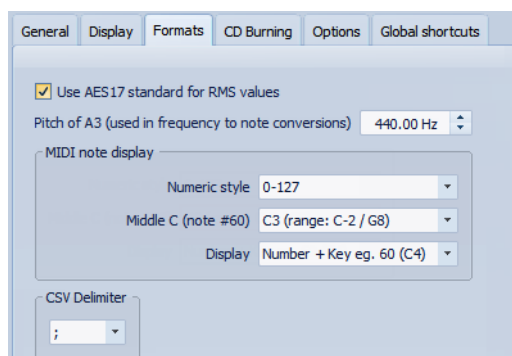 General Display Formats CD Burning Options Global shortcuts
Use AES17 standard for RMS values
Pitch of A3 (used in frequency to note conversions) 440.00 Hz
MIDI note display
Numeric style 0-127
Middle C (note #60) C3 (range: C-2 / G8)
Display Number + Key eg. 60 (C4)
CSV Delimiter
;